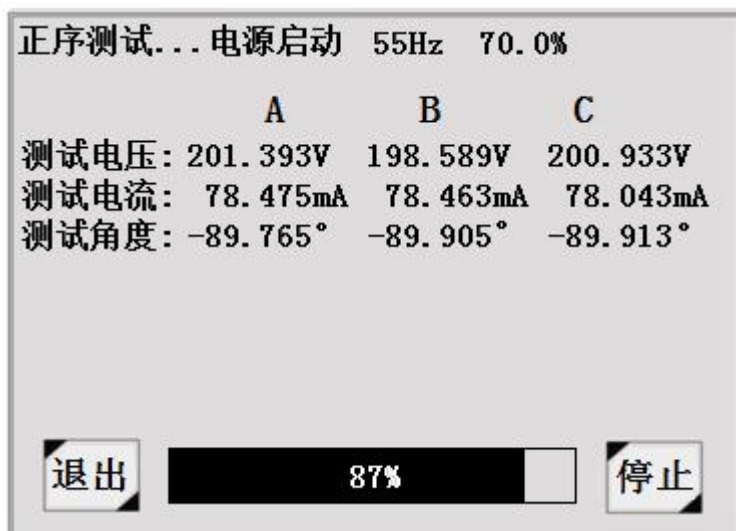 正序测试...电源启动 55Hz 70.0%
A B C
测试电压: 201.393V 198.589V 200.933V
测试电流: 78.475mA 78.463mA 78.043mA
测试角度: -89.765° -89.905° -89.913°
退出 87% 停止